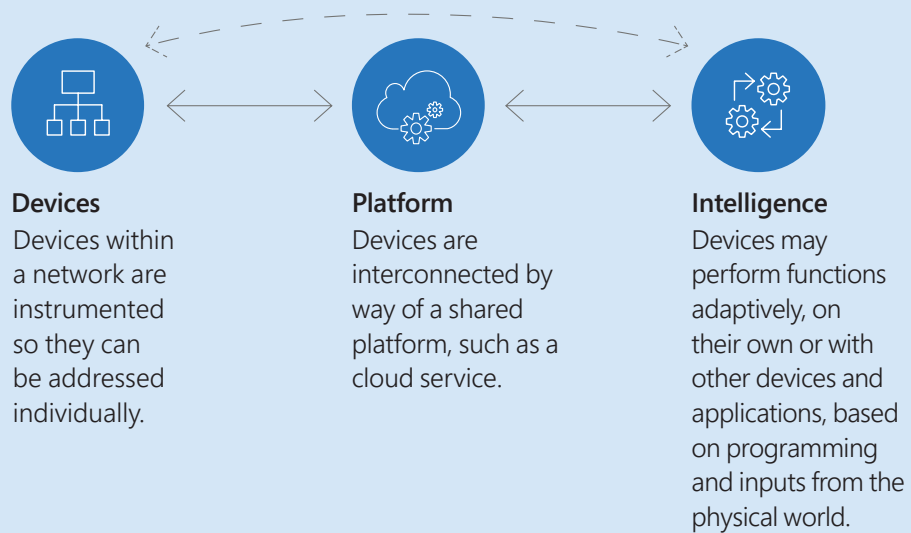 Devices
Devices within
a network are
instrumented
so they can
be addressed
individually.
Platform
Devices are
interconnected by
way of a shared
platform, such as a
cloud service.
Intelligence
Devices may
perform functions
adaptively, on
their own or with
other devices and
applications, based
on programming
and inputs from the
physical world.